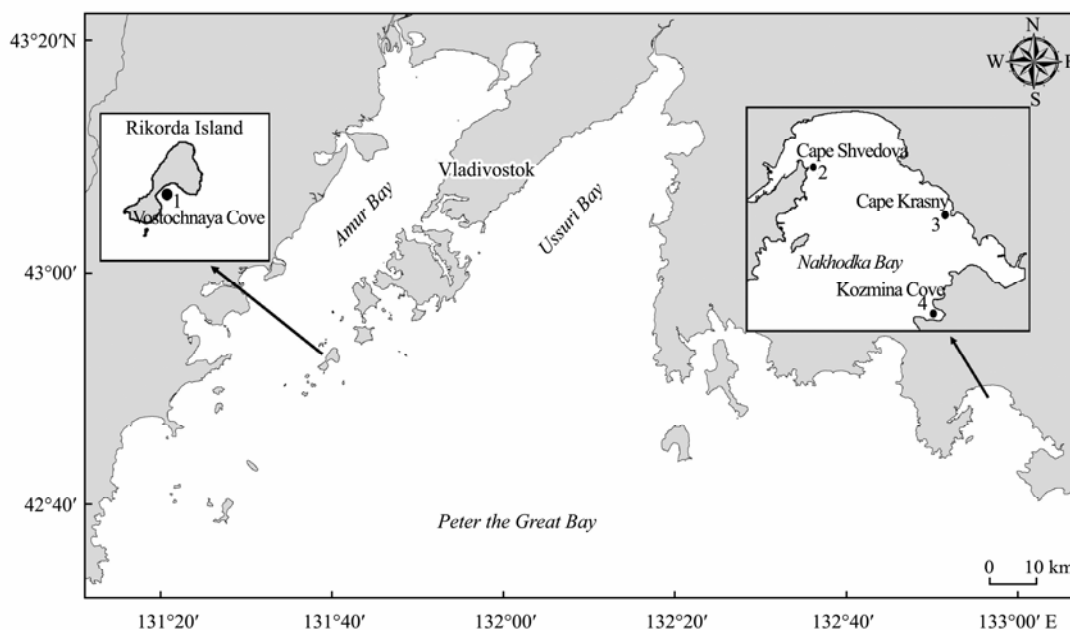 43°20′N
N
W
E
S
Rikorda Island
1
Vostochnaya Cove
Vladivostok
Amur Bay
Ussuri Bay
Cape Shvedova
2
Cape Krasny
3
Nakhodka Bay
Kozmina Cove
4
43°00′
42°40′
Peter the Great Bay
0 10 km
131°20′ 131°40′ 132°00′ 132°20′ 132°40′ 133°00′ E